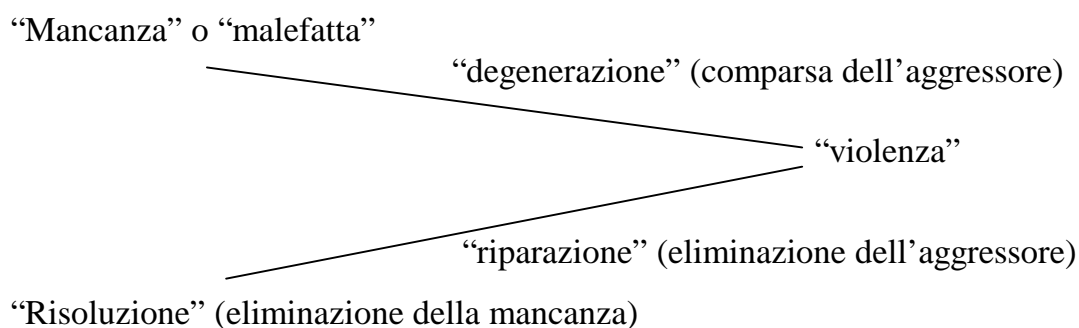 “Mancanza” o “malefatta”
“degenerazione” (comparsa dell’aggressore)
“violenza”
“riparazione” (eliminazione dell’aggressore)
“Risoluzione” (eliminazione della mancanza)